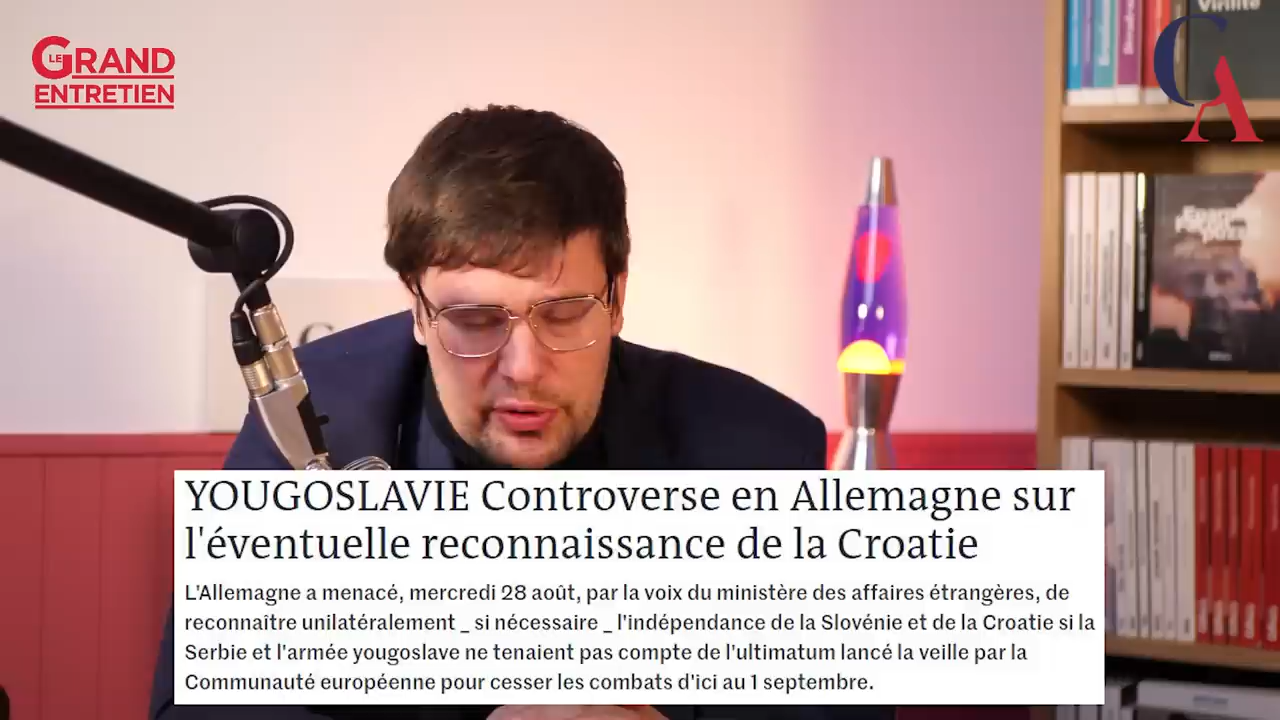 LE
GRAND
ENTRETIEN
CA
Virilité
YOUGOSLAVIE Controverse en Allemagne sur
l'éventuelle reconnaissance de la Croatie
L'Allemagne a menacé, mercredi 28 août, par la voix du ministère des affaires étrangères, de
reconnaître unilatéralement _ si nécessaire _ l'indépendance de la Slovénie et de la Croatie si la
Serbie et l'armée yougoslave ne tenaient pas compte de l'ultimatum lancé la veille par la
Communauté européenne pour cesser les combats d'ici au 1 septembre.